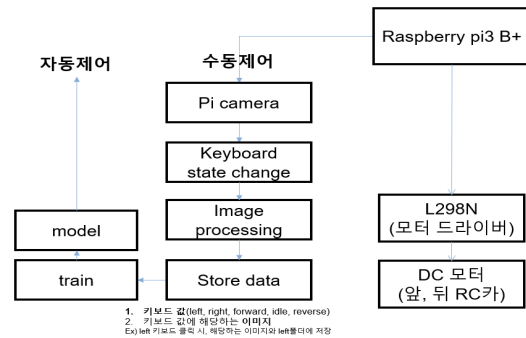 Raspberry pi3 B+
자동제어
수동제어
Pi camera
Keyboard
state change
Image
processing
Store data
train
model
L298N
(모터 드라이버)
DC 모터
(앞, 뒤 RC카)
1. 키보드 값(left, right, forward, idle, reverse)
2. 키보드 값에 해당하는 이미지
Ex) left 키보드 클릭 시, 해당하는 이미지와 left폴더에 저장